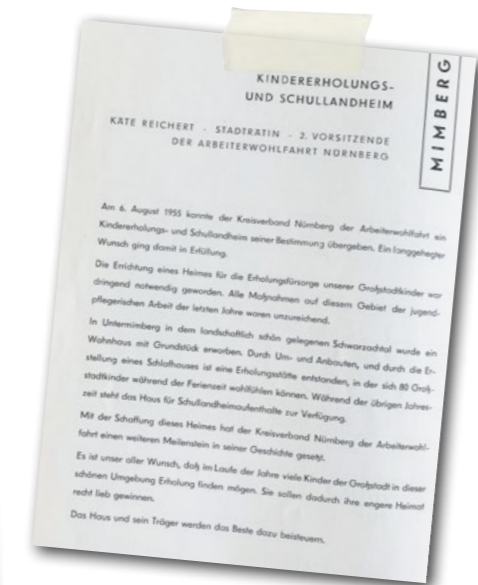 KINDERERHOLUNGS-
UND SCHULLANDHEIM
MIMBERG
KÄTE REICHERT - STADTRÄTIN - 2. VORSITZENDE
DER ARBEITERWOHLFAHRT NÜRNBERG
Am 6. August 1955 konnte der Kreisverband Nürnberg der Arbeiterwohlfahrt ein
Kindererholungs- und Schullandheim seiner Bestimmung übergeben. Ein langgehegter
Wunsch ging damit in Erfüllung.
Die Errichtung eines Heimes für die Erholungsfürsorge unserer Großstadtkinder war
dringend notwendig geworden. Alle Maßnahmen auf diesem Gebiet der jugend-
pflegerischen Arbeit der letzten Jahre waren unzureichend.
In Untermimberg in dem landschaftlich schön gelegenen Schwarzachtal wurde ein
Wohnhaus mit Grundstück erworben. Durch Um- und Anbauten, und durch die Er-
stellung eines Schlafhauses ist eine Erholungsstätte entstanden, in der sich 80 Groß-
stadtkinder während der Ferienzeit wohlfühlen können. Während der übrigen Jahres-
zeit steht das Haus für Schullandheimaufenthalte zur Verfügung.
Mit der Schaffung dieses Heimes hat der Kreisverband Nürnberg der Arbeiterwohl-
fahrt einen weiteren Meilenstein in seiner Geschichte gesetzt.
Es ist unser aller Wunsch, daß im Laufe der Jahre viele Kinder der Großstadt in dieser
schönen Umgebung Erholung finden mögen. Sie sollen dadurch ihre engere Heimat
recht lieb gewinnen.
Das Haus und sein Träger werden das Beste dazu beisteuern.